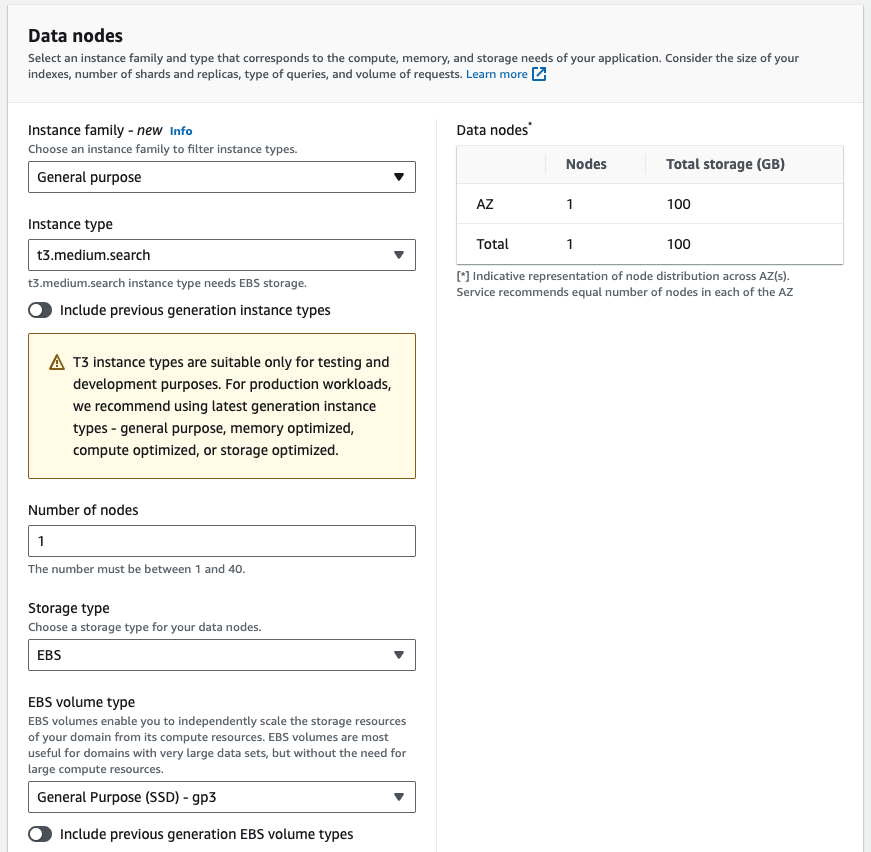 Data nodes
Select an instance family and type that corresponds to the compute, memory, and storage needs of your application. Consider the size of your
indexes, number of shards and replicas, type of queries, and volume of requests. Learn more
Instance family - new Info
Choose an instance family to filter instance types.
General purpose
Instance type
t3.medium.search
t3.medium.search instance type needs EBS storage.
Include previous generation instance types
T3 instance types are suitable only for testing and
development purposes. For production workloads,
we recommend using latest generation instance
types - general purpose, memory optimized,
compute optimized, or storage optimized.
Number of nodes
1
The number must be between 1 and 40.
Storage type
Choose a storage type for your data nodes.
EBS
EBS volume type
EBS volumes enable you to independently scale the storage resources
of your domain from its compute resources. EBS volumes are most
useful for domains with very large data sets, but without the need for
large compute resources.
General Purpose (SSD) - gp3
Include previous generation EBS volume types
Data nodes*
Nodes Total storage (GB)
AZ 1 100
Total 1 100
[*] Indicative representation of node distribution across AZ(s).
Service recommends equal number of nodes in each of the AZ